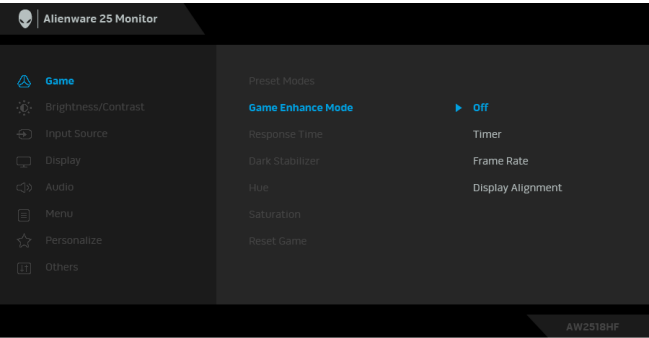 Alienware 25 Monitor
Game
Brightness/Contrast
Input Source
Display
Audio
Menu
Personalize
Others
Preset Modes
Game Enhance Mode
Response Time
Dark Stabilizer
Hue
Saturation
Reset Game
Off
Timer
Frame Rate
Display Alignment
AW2518HF